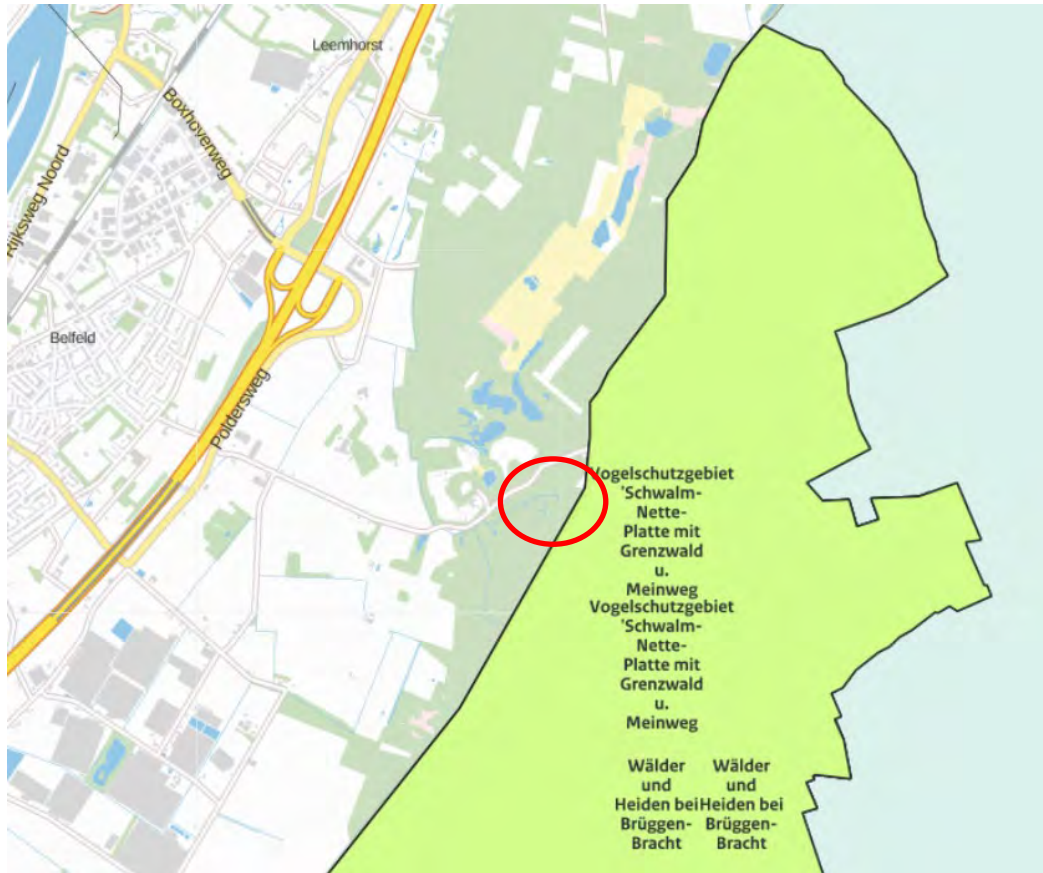 Leemhorst
Boxhoverweg
Rijksweg Noord
Belfeld
Poldersweg
Vogelschutzgebiet
'Schwalm-
Nette-
Platte mit
Grenzwald
u.
Meinweg
Vogelschutzgebiet
'Schwalm-
Nette-
Platte mit
Grenzwald
u.
Meinweg
Wälder
und
Heiden bei
Brüggen-
Bracht
Wälder
und
Heiden bei
Brüggen-
Bracht